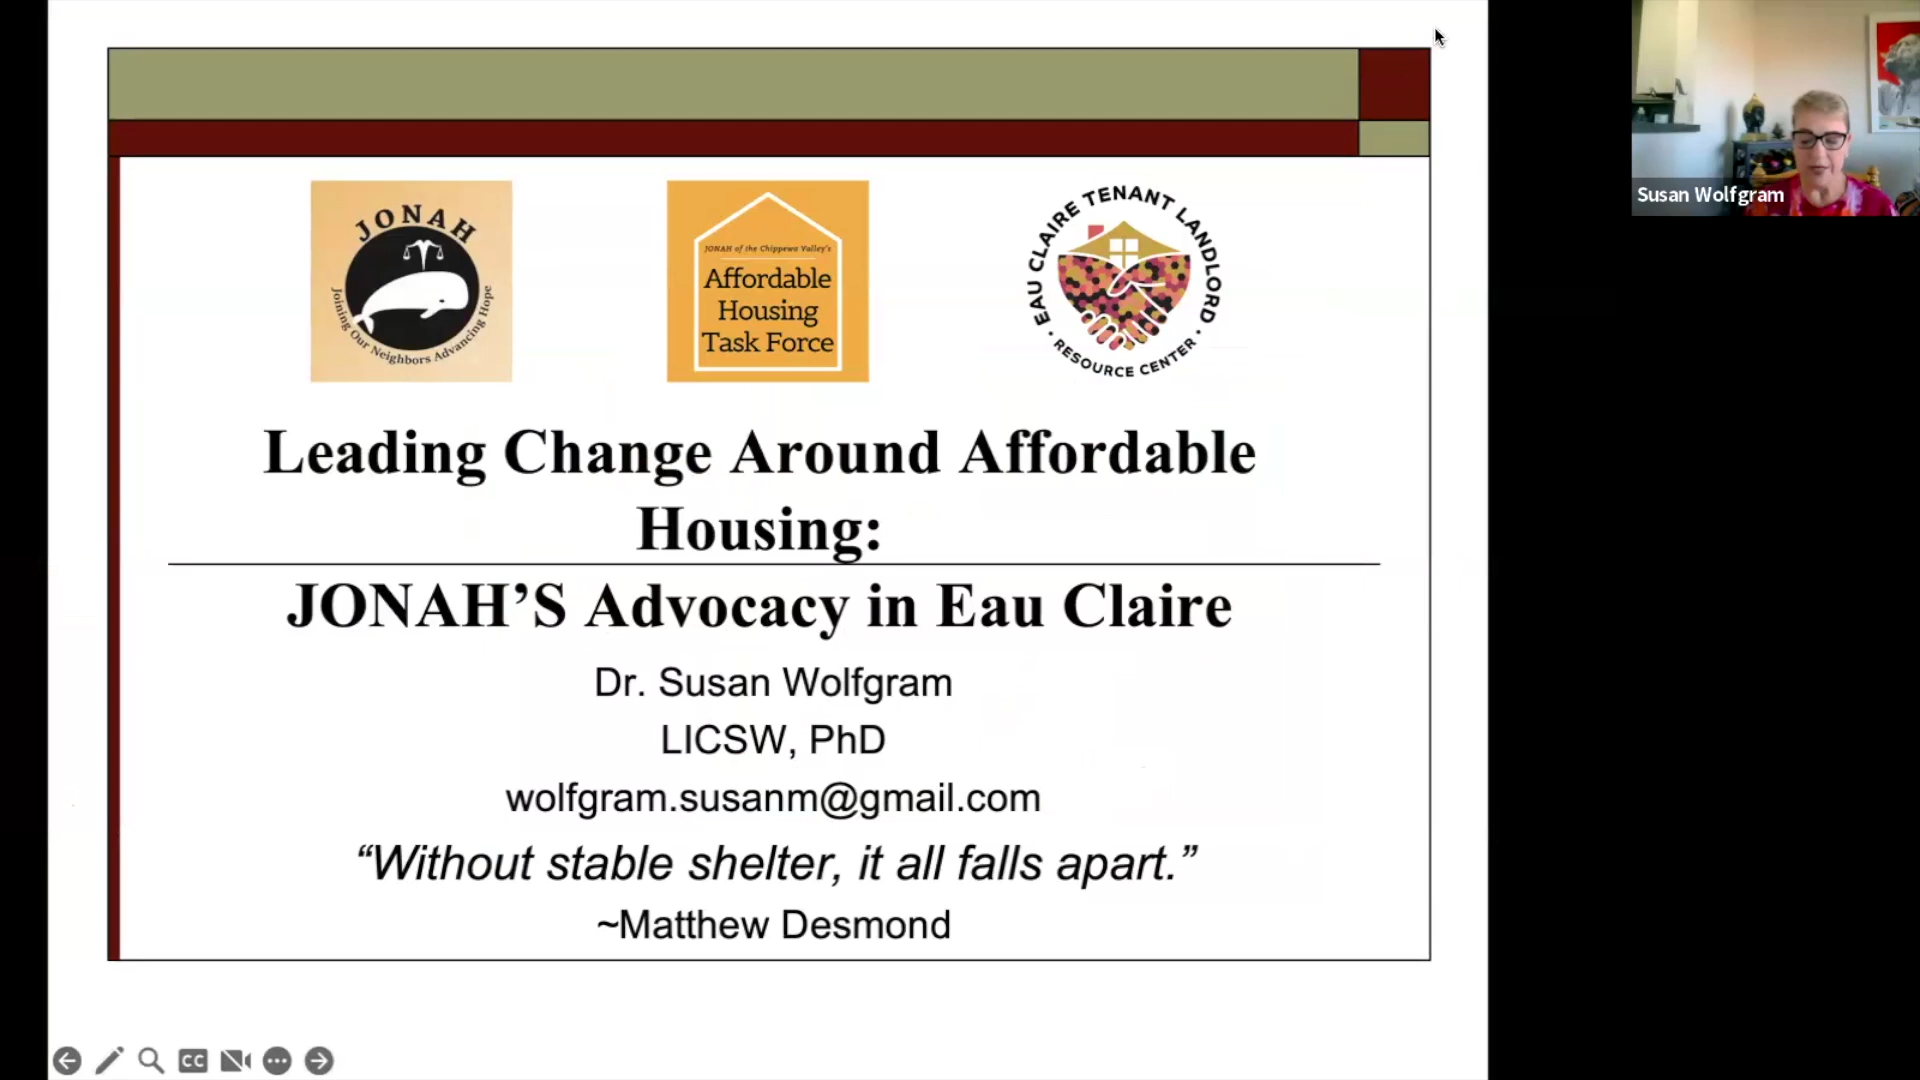 JONAH
Joining Our Neighbors Advancing Hope
JONAH of the Chippewa Valley's
Affordable
Housing
Task Force
EAU CLAIRE TENANT LANDLORD
· RESOURCE CENTER ·
Leading Change Around Affordable
Housing:
JONAH’S Advocacy in Eau Claire
Dr. Susan Wolfgram
LICSW, PhD
wolfgram.susanm@gmail.com
“Without stable shelter, it all falls apart.”
~Matthew Desmond
Susan Wolfgram
CC